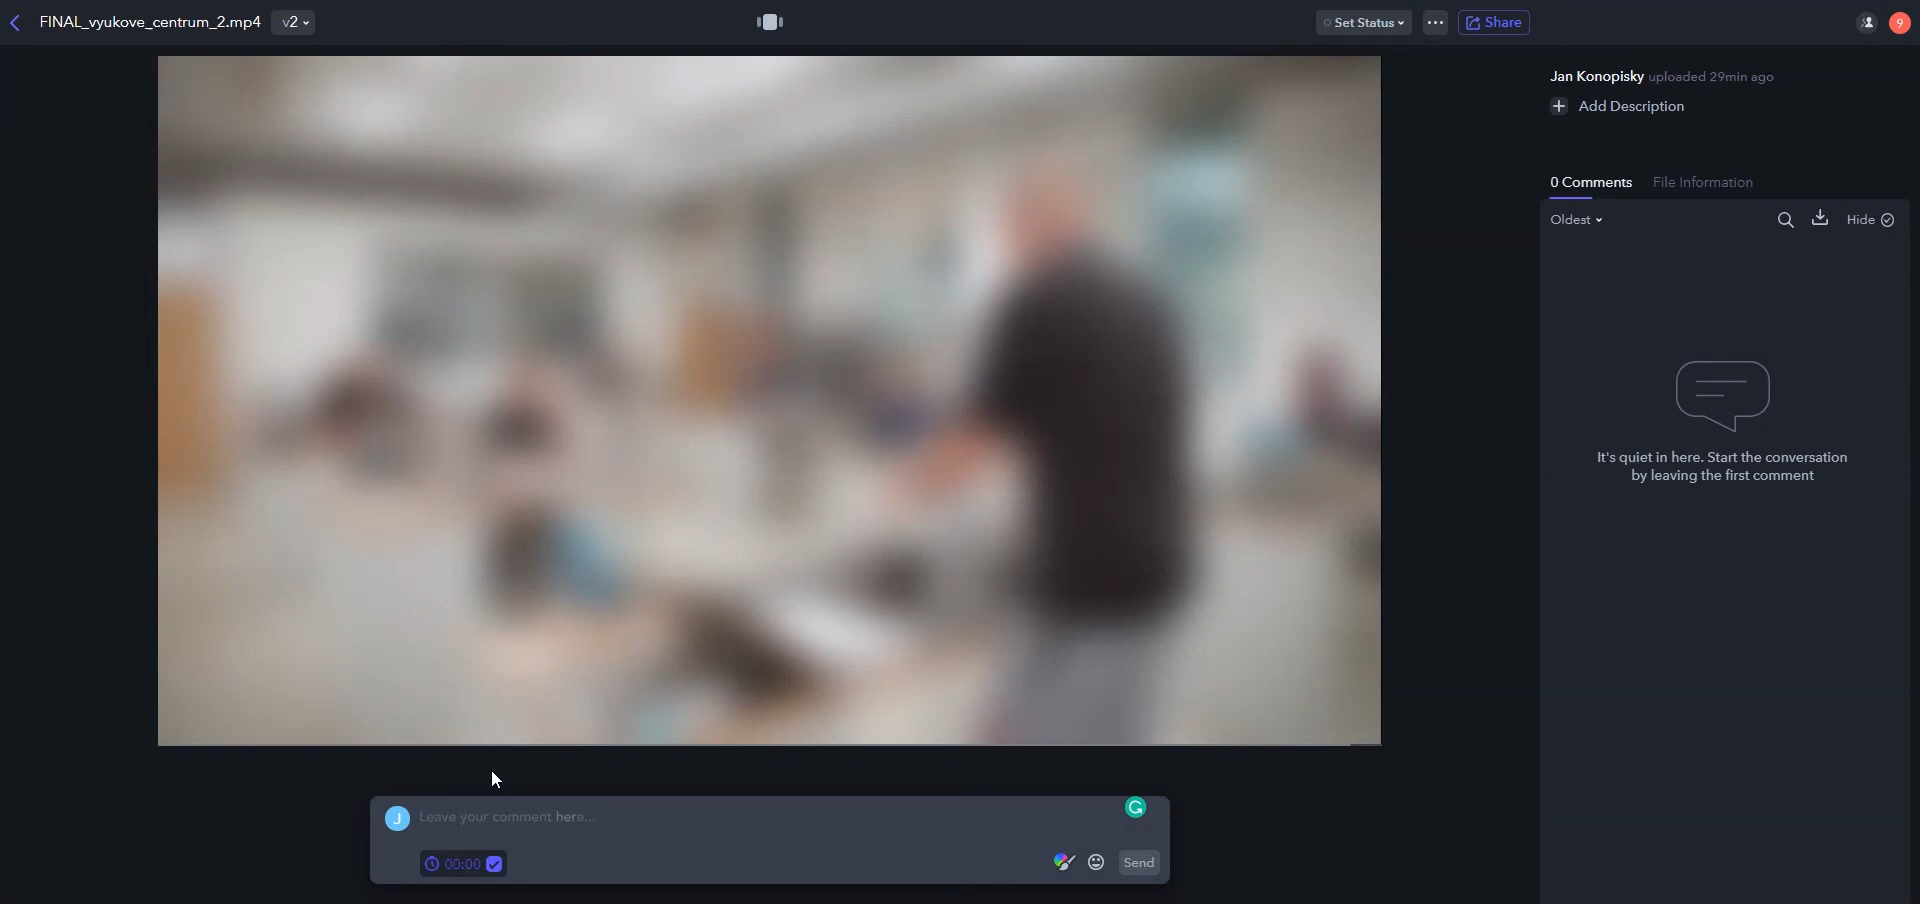 FINAL_vyukove_centrum_2.mp4 v2
Set Status
Share
9
Jan Konopisky uploaded 29min ago
Add Description
0 Comments File Information
Oldest
Hide
It's quiet in here. Start the conversation
by leaving the first comment
J Leave your comment here...
G
00:00
Send